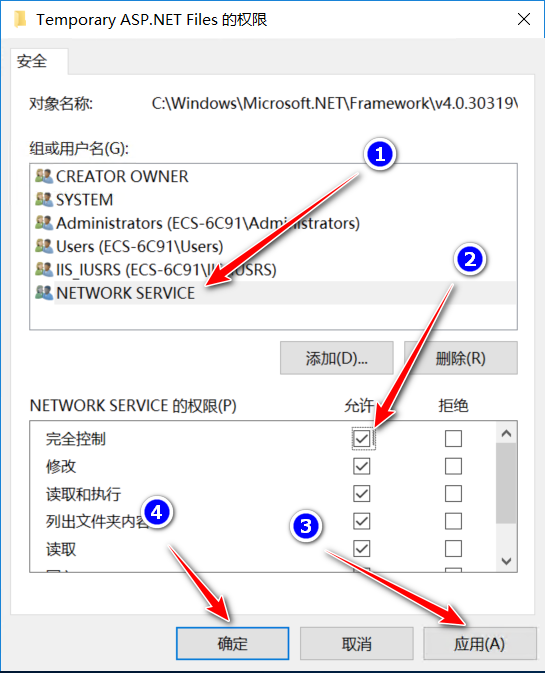 Temporary ASP.NET Files 的权限
安全
对象名称: C:\Windows\Microsoft.NET\Framework\v4.0.30319\
组或用户名(G):
1
CREATOR OWNER
SYSTEM
Administrators (ECS-6C91\Administrators)
Users (ECS-6C91\Users)
IIS_IUSRS (ECS-6C91\IIS_IUSRS)
NETWORK SERVICE
2
添加(D)... 删除(R)
NETWORK SERVICE 的权限(P) 允许 拒绝
完全控制
修改
读取和执行
列出文件夹内容
4
3
读取
确定 取消 应用(A)